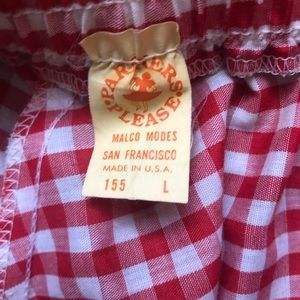 PARTNERS
PLEASE
MALCO MODES
SAN FRANCISCO
MADE IN U.S.A.
155 L